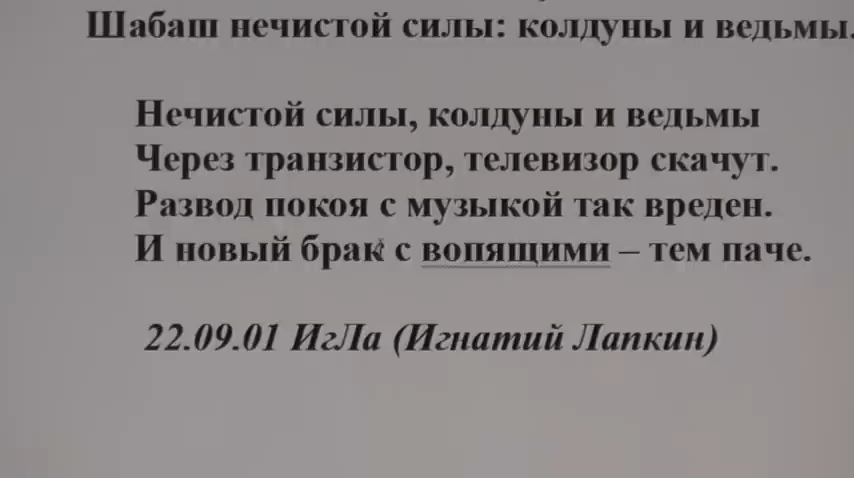 Шабаш нечистой силы: колдуны и ведьмы.
Нечистой силы, колдуны и ведьмы
Через транзистор, телевизор скачут.
Развод покоя с музыкой так вреден.
И новый брак с вопящими – тем паче.
22.09.01 ИгЛа (Игнатий Лапкин)